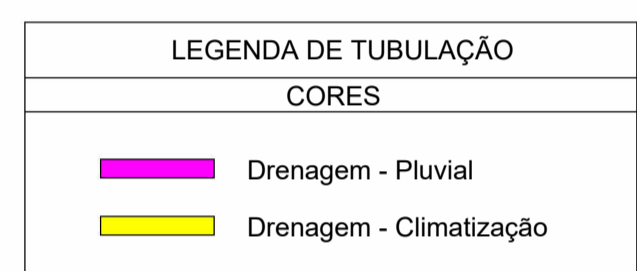 LEGENDA DE TUBULAÇÃO
CORES
Drenagem - Pluvial
Drenagem - Climatização